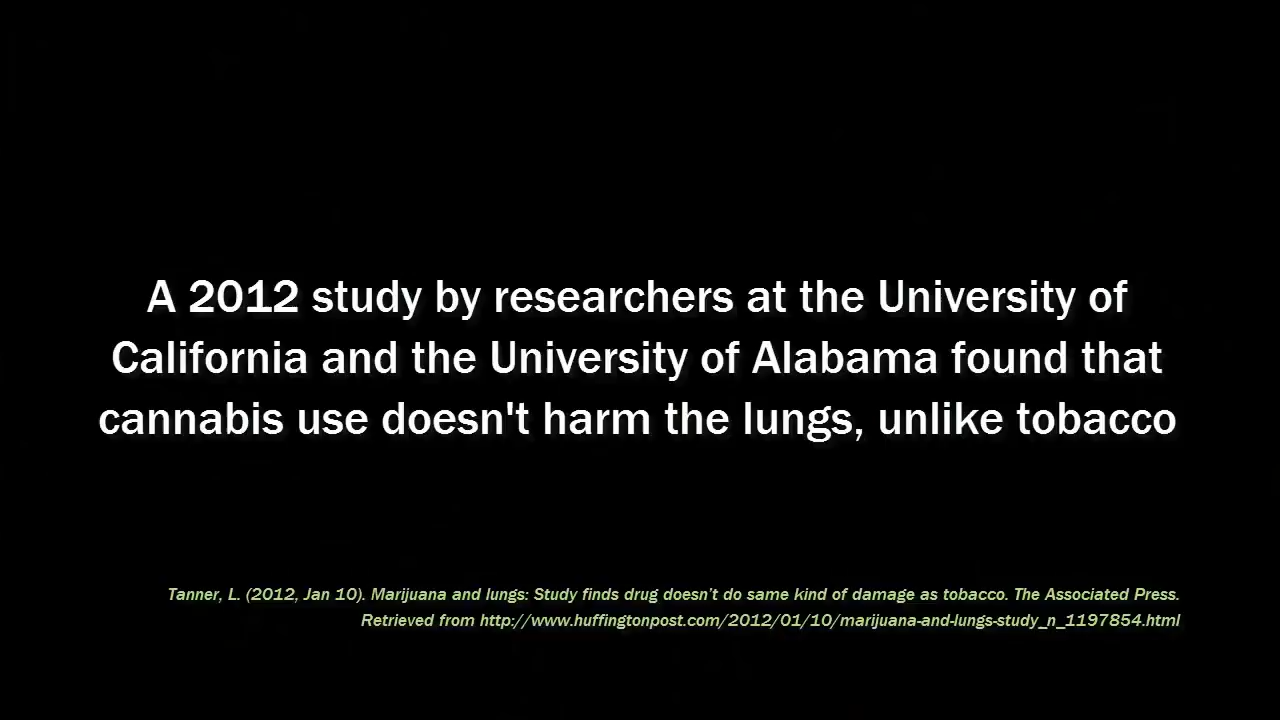 A 2012 study by researchers at the University of
California and the University of Alabama found that
cannabis use doesn't harm the lungs, unlike tobacco
Tanner, L. (2012, Jan 10). Marijuana and lungs: Study finds drug doesn’t do same kind of damage as tobacco. The Associated Press.
Retrieved from http://www.huffingtonpost.com/2012/01/10/marijuana-and-lungs-study_n_1197854.html